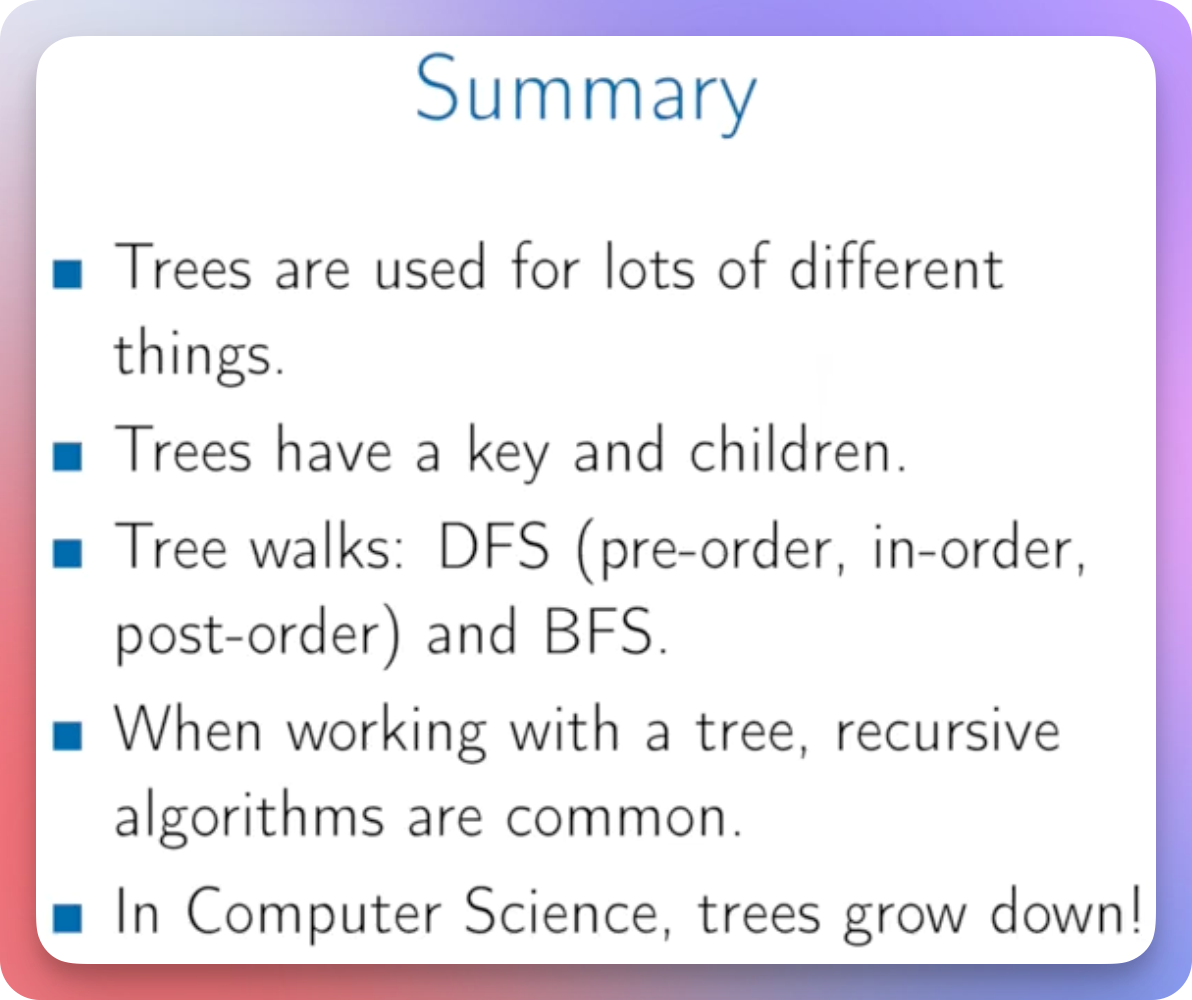 Summary
Trees are used for lots of different
things.
Trees have a key and children.
Tree walks: DFS (pre-order, in-order,
post-order) and BFS.
When working with a tree, recursive
algorithms are common.
In Computer Science, trees grow down!